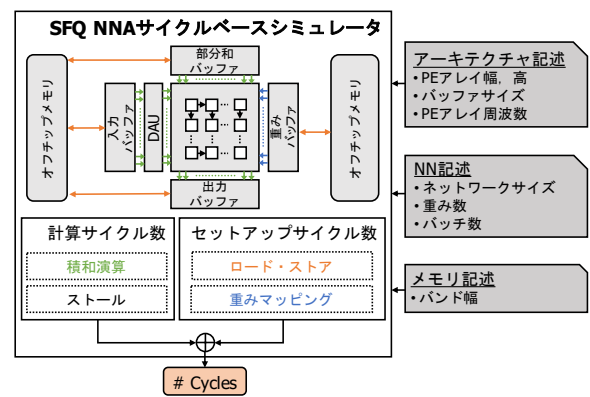 SFQ NNAサイクルベースシミュレータ
オフチップメモリ
入力
バッファ
DAU
部分和
バッファ
重み
バッファ
出力
バッファ
オフチップメモリ
計算サイクル数
積和演算
ストール
セットアップサイクル数
ロード・ストア
重みマッピング
# Cycles
アーキテクチャ記述
•PEアレイ幅，高
•バッファサイズ
•PEアレイ周波数
NN記述
•ネットワークサイズ
•重み数
•バッチ数
メモリ記述
•バンド幅